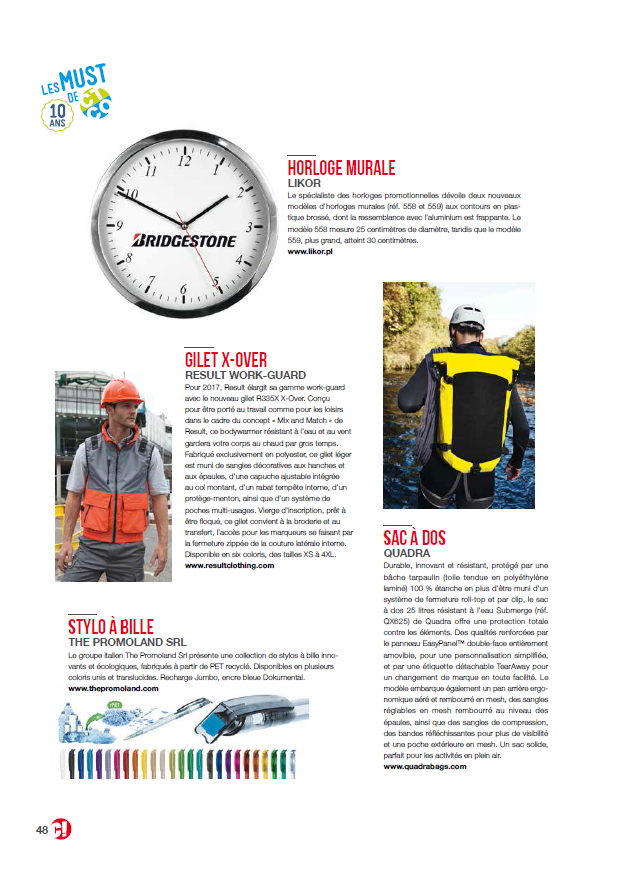 LES MUST
DE CTCO
10
ANS
12
1
2
3
4
5
6
7
8
9
10
11
BRIDGESTONE
HORLOGE MURALE
LIKOR
Le spécialiste des horloges promotionnelles dévoile deux nouveaux
modèles d'horloges murales (réf. 558 et 559) aux contours en plas-
tique brossé, dont la ressemblance avec l'aluminium est frappante. Le
modèle 558 mesure 25 centimètres de diamètre, tandis que le modèle
559, plus grand, atteint 30 centimètres.
www.likor.pl
GILET X-OVER
RESULT WORK-GUARD
Pour 2017, Result élargit sa gamme work-guard
avec le nouveau gilet R335X X-Over. Conçu
pour être porté au travail comme pour les loisirs
dans le cadre du concept « Mix and Match » de
Result, ce bodywarmer résistant à l'eau et au vent
gardera votre corps au chaud par gros temps.
Fabriqué exclusivement en polyester, ce gilet léger
est muni de sangles décoratives aux hanches et
aux épaules, d'une capuche ajustable intégrée
au col montant, d'un rabat tempête interne, d'un
protège-menton, ainsi que d'un système de
poches multi-usages. Vierge d'inscription, prêt à
être floqué, ce gilet convient à la broderie et au
transfert, l'accès pour les marqueurs se faisant par
la fermeture zippée de la couture latérale interne.
Disponible en six coloris, des tailles XS à 4XL.
www.resultclothing.com
SAC À DOS
QUADRA
Durable, innovant et résistant, protégé par une
bâche tarpaulin (toile tendue en polyéthylène
laminé) 100 % étanche en plus d'être muni d'un
système de fermeture roll-top et par clip, le sac
à dos 25 litres résistant à l'eau Submerge (réf.
QX625) de Quadra offre une protection totale
contre les éléments. Des qualités renforcées par
le panneau EasyPanel™ double-face entièrement
amovible, pour une personnalisation simplifiée,
et par une étiquette détachable TearAway pour
un changement de marque en toute facilité. Le
modèle embarque également un pan arrière ergo-
nomique aéré et rembourré en mesh, des sangles
réglables en mesh rembourré au niveau des
épaules, ainsi que des sangles de compression,
des bandes réfléchissantes pour plus de visibilité
et une poche extérieure en mesh. Un sac solide,
parfait pour les activités en plein air.
www.quadrabags.com
STYLO À BILLE
THE PROMOLAND SRL
Le groupe italien The Promoland Srl présente une collection de stylos à bille inno-
vants et écologiques, fabriqués à partir de PET recyclé. Disponibles en plusieurs
coloris unis et translucides. Recharge Jumbo, encre bleue Dokumental.
www.thepromoland.com
rPET
48